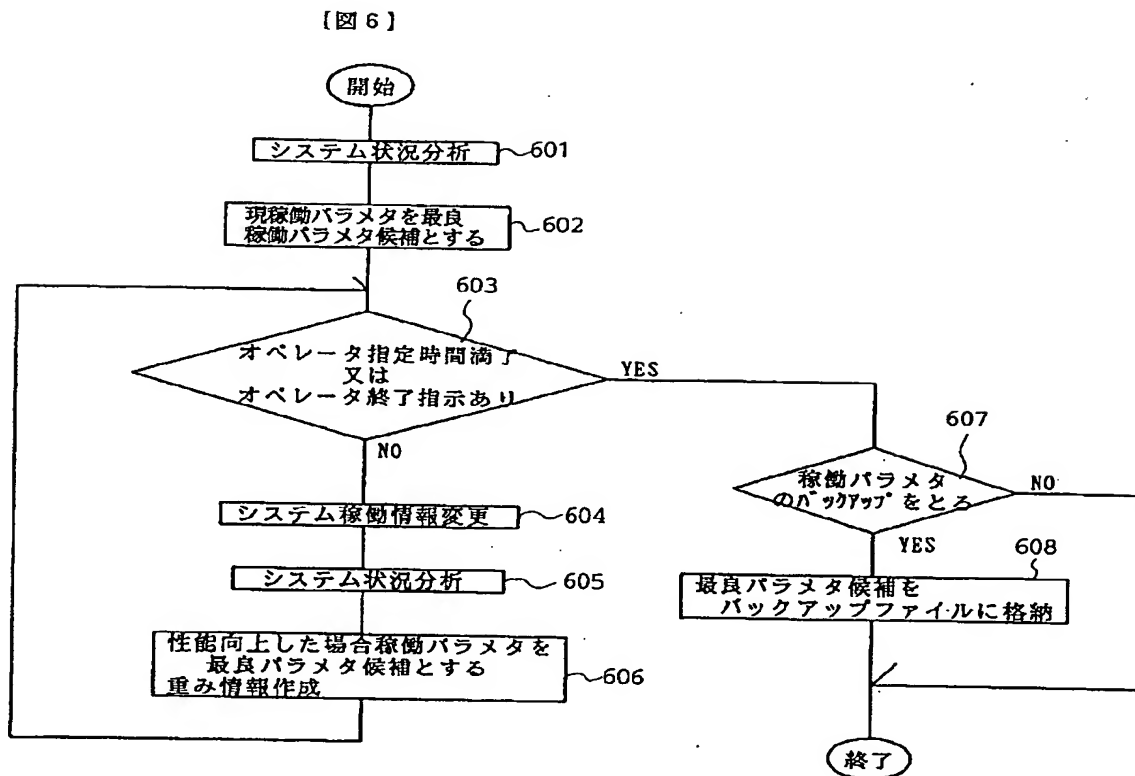 【図6】
開始
システム状況分析
601
現稼働パラメタを最良
稼働パラメタ候補とする
602
603
オペレータ指定時間満了
又は
オペレータ終了指示あり
YES
NO
システム稼働情報変更
604
システム状況分析
605
性能向上した場合稼働パラメタを
最良パラメタ候補とする
重み情報作成
606
607
稼働パラメタ
のバックアップをとる
NO
YES
608
最良パラメタ候補を
バックアップファイルに格納
終了